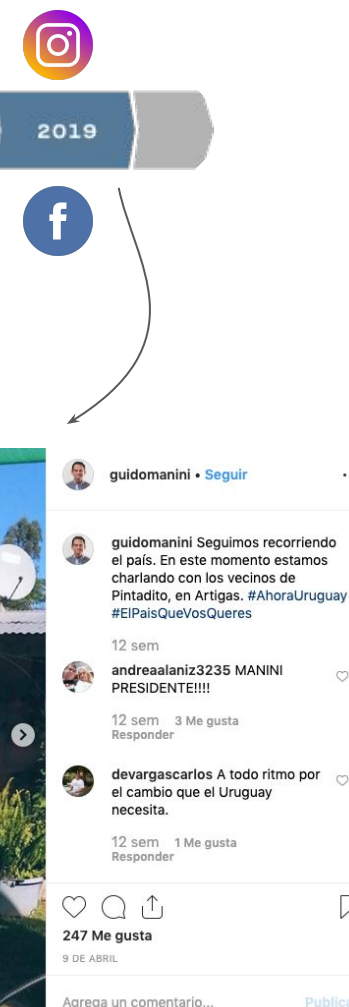 2019
f
guidomanini • Seguir
guidomanini Seguimos recorriendo
el país. En este momento estamos
charlando con los vecinos de
Pintadito, en Artigas. #AhoraUruguay
#ElPaisQueVosQueres
12 sem
andreaalaniz3235 MANINI
PRESIDENTE!!!!
12 sem 3 Me gusta
Responder
devargascarlos A todo ritmo por
el cambio que el Uruguay
necesita.
12 sem 1 Me gusta
Responder
247 Me gusta
9 DE ABRIL
Agrega un comentario...